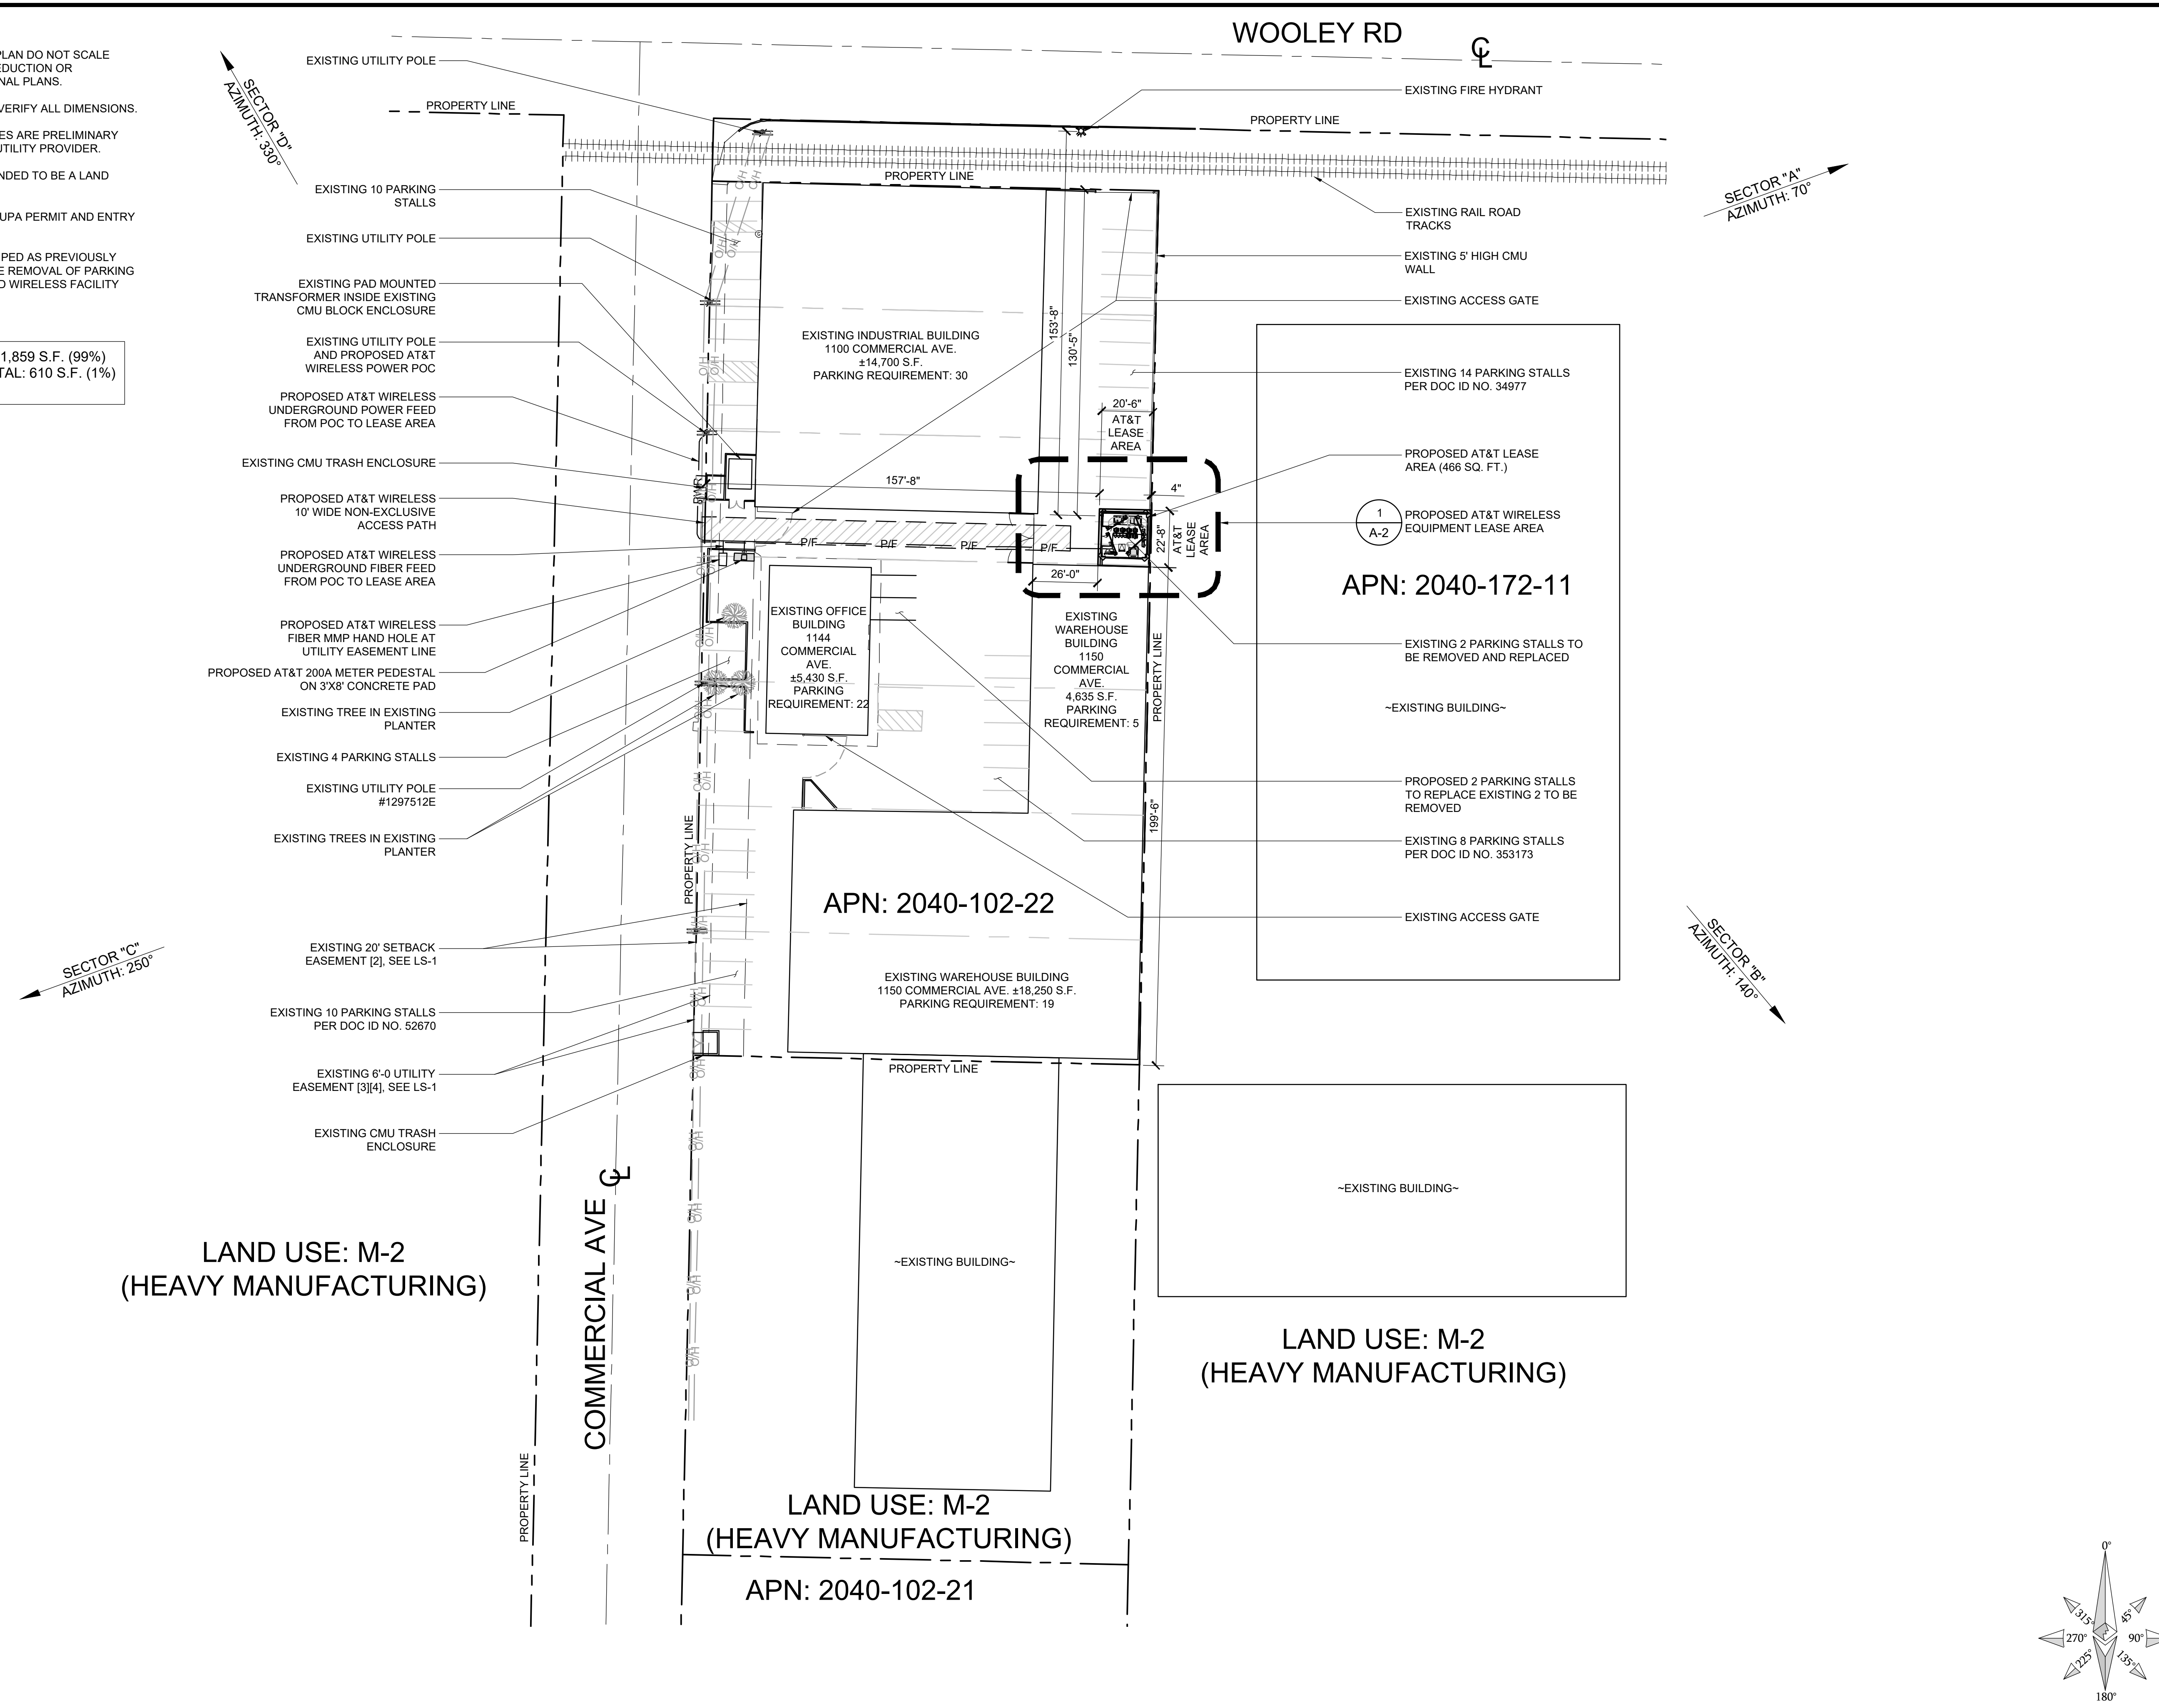 WOOLEY RD
CL
PLAN DO NOT SCALE
EDUCTION OR
NAL PLANS.
VERIFY ALL DIMENSIONS.
ES ARE PRELIMINARY
UTILITY PROVIDER.
NDED TO BE A LAND
UPA PERMIT AND ENTRY
PED AS PREVIOUSLY
E REMOVAL OF PARKING
D WIRELESS FACILITY
1,859 S.F. (99%)
TAL: 610 S.F. (1%)
SECTOR "D"
AZIMUTH: 330°
EXISTING UTILITY POLE
PROPERTY LINE
EXISTING 10 PARKING
STALLS
EXISTING UTILITY POLE
EXISTING PAD MOUNTED
TRANSFORMER INSIDE EXISTING
CMU BLOCK ENCLOSURE
EXISTING UTILITY POLE
AND PROPOSED AT&T
WIRELESS POWER POC
PROPOSED AT&T WIRELESS
UNDERGROUND POWER FEED
FROM POC TO LEASE AREA
EXISTING CMU TRASH ENCLOSURE
PROPOSED AT&T WIRELESS
10' WIDE NON-EXCLUSIVE
ACCESS PATH
PROPOSED AT&T WIRELESS
UNDERGROUND FIBER FEED
FROM POC TO LEASE AREA
PROPOSED AT&T WIRELESS
FIBER MMP HAND HOLE AT
UTILITY EASEMENT LINE
PROPOSED AT&T 200A METER PEDESTAL
ON 3'X8' CONCRETE PAD
EXISTING TREE IN EXISTING
PLANTER
EXISTING 4 PARKING STALLS
EXISTING UTILITY POLE
#1297512E
EXISTING TREES IN EXISTING
PLANTER
EXISTING 20' SETBACK
EASEMENT [2], SEE LS-1
EXISTING 10 PARKING STALLS
PER DOC ID NO. 52670
EXISTING 6'-0 UTILITY
EASEMENT [3][4], SEE LS-1
EXISTING CMU TRASH
ENCLOSURE
SECTOR "C"
AZIMUTH: 250°
LAND USE: M-2
(HEAVY MANUFACTURING)
COMMERCIAL AVE
CL
PROPERTY LINE
PROPERTY LINE
PROPERTY LINE
EXISTING INDUSTRIAL BUILDING
1100 COMMERCIAL AVE.
±14,700 S.F.
PARKING REQUIREMENT: 30
153'-8"
130'-5"
20'-6"
AT&T
LEASE
AREA
157'-8"
4"
22'-8"
AT&T
LEASE
AREA
26'-0"
PWR
P/F
P/F
P/F
P/F
O/H
O/H
EXISTING OFFICE
BUILDING
1144
COMMERCIAL
AVE.
±5,430 S.F.
PARKING
REQUIREMENT: 22
EXISTING
WAREHOUSE
BUILDING
1150
COMMERCIAL
AVE.
4,635 S.F.
PARKING
REQUIREMENT: 5
PROPERTY LINE
199'-6"
APN: 2040-102-22
EXISTING WAREHOUSE BUILDING
1150 COMMERCIAL AVE. ±18,250 S.F.
PARKING REQUIREMENT: 19
PROPERTY LINE
~EXISTING BUILDING~
LAND USE: M-2
(HEAVY MANUFACTURING)
APN: 2040-102-21
EXISTING FIRE HYDRANT
PROPERTY LINE
EXISTING RAIL ROAD
TRACKS
EXISTING 5' HIGH CMU
WALL
EXISTING ACCESS GATE
EXISTING 14 PARKING STALLS
PER DOC ID NO. 34977
PROPOSED AT&T LEASE
AREA (466 SQ. FT.)
1
A-2
PROPOSED AT&T WIRELESS
EQUIPMENT LEASE AREA
APN: 2040-172-11
EXISTING 2 PARKING STALLS TO
BE REMOVED AND REPLACED
~EXISTING BUILDING~
PROPOSED 2 PARKING STALLS
TO REPLACE EXISTING 2 TO BE
REMOVED
EXISTING 8 PARKING STALLS
PER DOC ID NO. 353173
EXISTING ACCESS GATE
~EXISTING BUILDING~
LAND USE: M-2
(HEAVY MANUFACTURING)
SECTOR "A"
AZIMUTH: 70°
SECTOR "B"
AZIMUTH: 140°
0°
315°
45°
270°
90°
225°
135°
180°